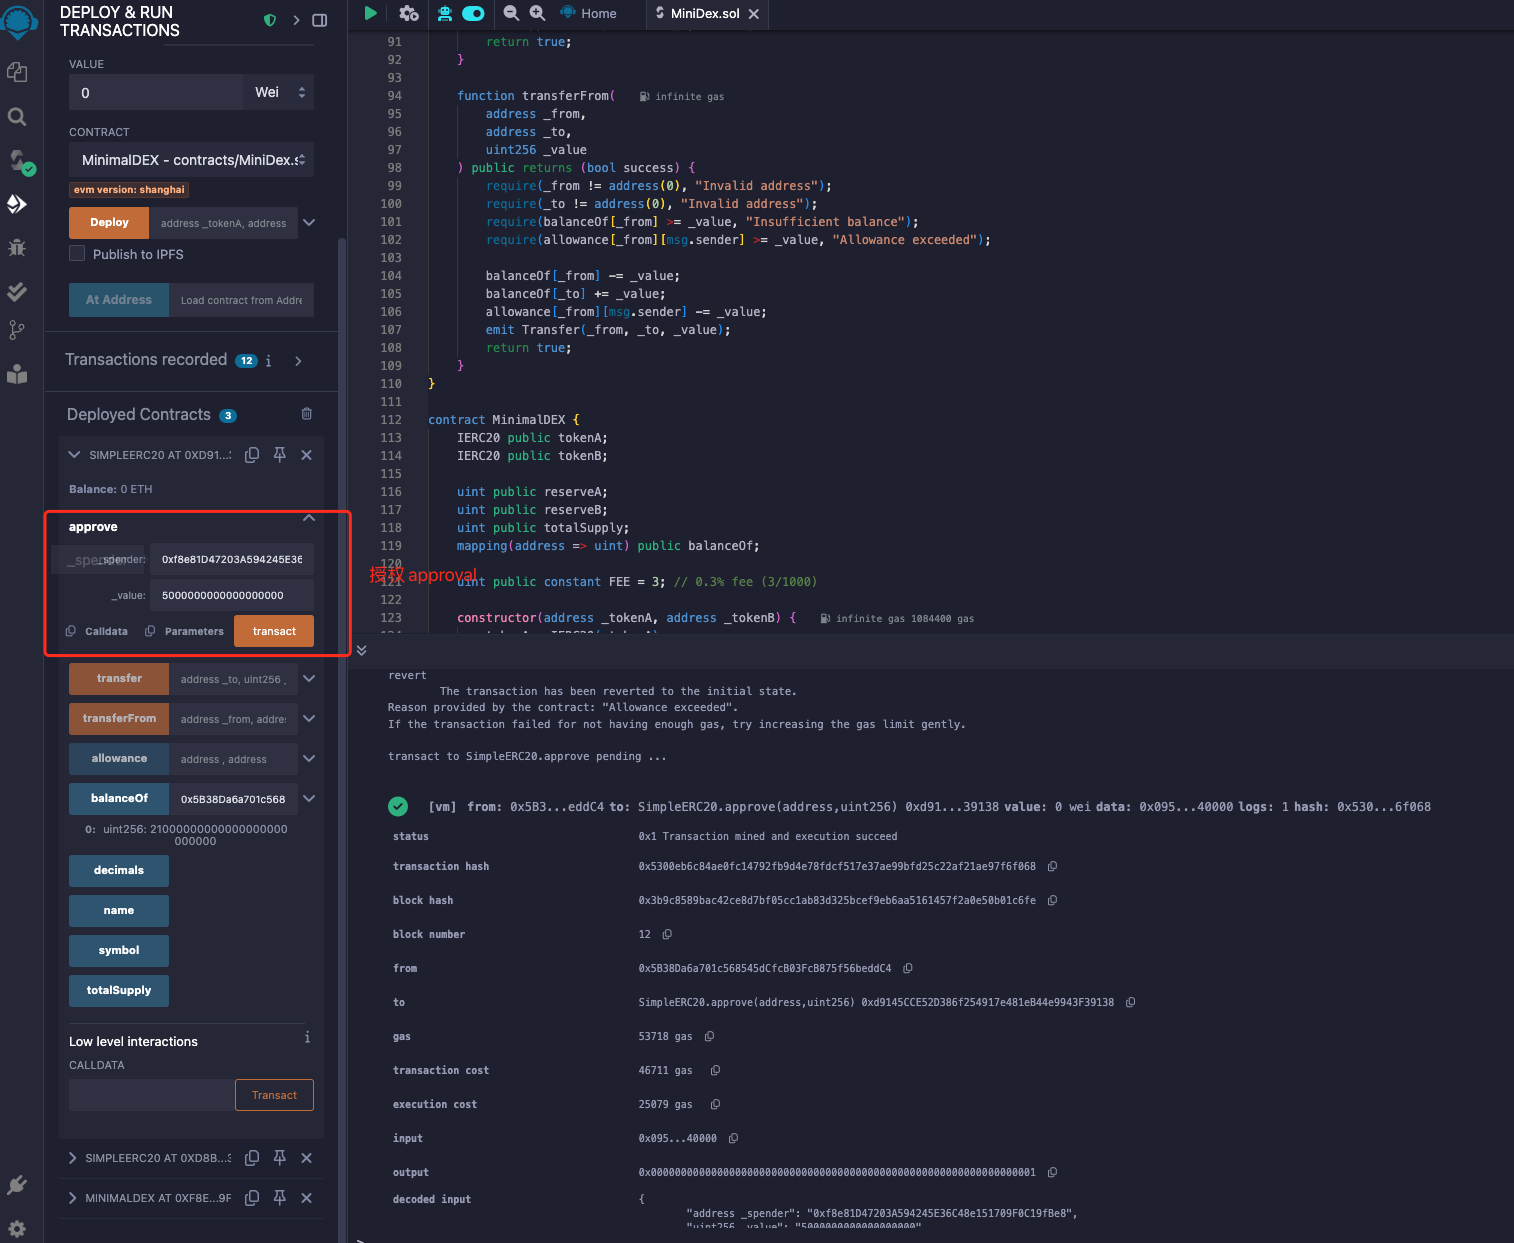 DEPLOY & RUN
TRANSACTIONS
VALUE
0
Wei
CONTRACT
MinimalDEX - contracts/MiniDex.s
evm version: shanghai
Deploy
address _tokenA, address
Publish to IPFS
At Address
Load contract from Addre
Transactions recorded 12 i
Deployed Contracts 3
SIMPLEERC20 AT 0XD91...3
Balance: 0 ETH
approve
_spender:
0xf8e81D47203A594245E36
_value:
5000000000000000000
Calldata
Parameters
transact
transfer
address _to, uint256 _
transferFrom
address _from, addre
allowance
address , address
balanceOf
0x5B38Da6a701c568
0: uint256: 21000000000000000000
000000
decimals
name
symbol
totalSupply
Low level interactions
i
CALLDATA
Transact
SIMPLEERC20 AT 0XD8B...3
MINIMALDEX AT 0XF8E...9F
Home
MiniDex.sol
91 return true;
92 }
93
94 function transferFrom( infinite gas
95 address _from,
96 address _to,
97 uint256 _value
98 ) public returns (bool success) {
99 require(_from != address(0), "Invalid address");
100 require(_to != address(0), "Invalid address");
101 require(balanceOf[_from] >= _value, "Insufficient balance");
102 require(allowance[_from][msg.sender] >= _value, "Allowance exceeded");
103
104 balanceOf[_from] -= _value;
105 balanceOf[_to] += _value;
106 allowance[_from][msg.sender] -= _value;
107 emit Transfer(_from, _to, _value);
108 return true;
109 }
110 }
111
112 contract MinimalDEX {
113 IERC20 public tokenA;
114 IERC20 public tokenB;
115
116 uint public reserveA;
117 uint public reserveB;
118 uint public totalSupply;
119 mapping(address => uint) public balanceOf;
120
授权 approval
121 uint public constant FEE = 3; // 0.3% fee (3/1000)
122
123 constructor(address _tokenA, address _tokenB) { infinite gas 1084400 gas
revert
The transaction has been reverted to the initial state.
Reason provided by the contract: "Allowance exceeded".
If the transaction failed for not having enough gas, try increasing the gas limit gently.
transact to SimpleERC20.approve pending ...
[vm] from: 0x5B3...eddC4 to: SimpleERC20.approve(address,uint256) 0xd91...39138 value: 0 wei data: 0x095...40000 logs: 1 hash: 0x530...6f068
status 0x1 Transaction mined and execution succeed
transaction hash 0x5300eb6c84ae0fc14792fb9d4e78fdcf517e37ae99bfd25c22af21ae97f6f068
block hash 0x3b9c8589bac42ce8d7bf05cc1ab83d325bcef9eb6aa5161457f2a0e50b01c6fe
block number 12
from 0x5B38Da6a701c568545dCfcB03FcB875f56beddC4
to SimpleERC20.approve(address,uint256) 0xd9145CCE52D386f254917e481eB44e9943F39138
gas 53718 gas
transaction cost 46711 gas
execution cost 25079 gas
input 0x095...40000
output 0x0000000000000000000000000000000000000000000000000000000000000001
decoded input {
"address _spender": "0xf8e81D47203A594245E36C48e151709F0C19fBe8",
"uint256 _value": "5000000000000000000"